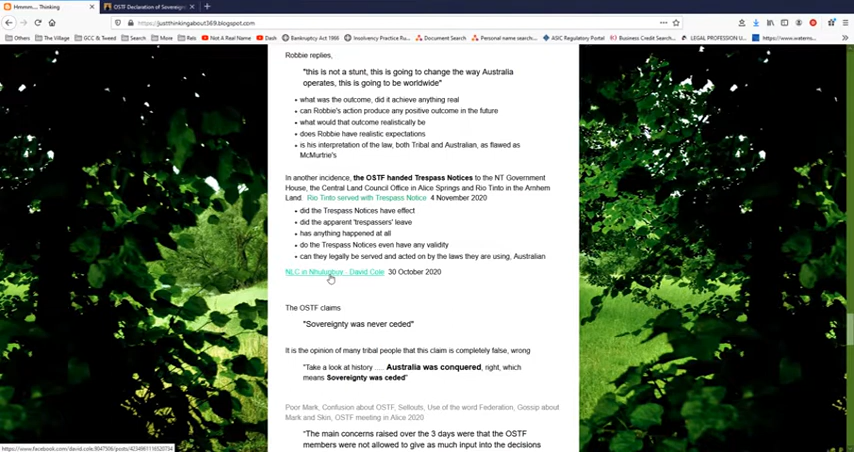 Hmmm.... Thinking
OSTF Declaration of Sovereign
https://justthinkingabout369.blogspot.com
Others
The Village
GCC & Tweed
Search
More
Rels
Not A Real Name
Dash
Bankruptcy Act 1966
Insolvency Practice Ru...
Document Search
Personal name search...
ASIC Regulatory Portal
Business Credit Search...
LEGAL PROFESSION U...
https://www.waterns...
Robbie replies,
"this is not a stunt, this is going to change the way Australia
operates, this is going to be worldwide"
• what was the outcome, did it achieve anything real
• can Robbie's action produce any positive outcome in the future
• what would that outcome realistically be
• does Robbie have realistic expectations
• is his interpretation of the law, both Tribal and Australian, as flawed as
McMurtrie's
In another incidence, the OSTF handed Trespass Notices to the NT Government
House, the Central Land Council Office in Alice Springs and Rio Tinto in the Arnhem
Land Rio Tinto served with Trespass Notice 4 November 2020
• did the Trespass Notices have effect
• did the apparent 'trespassers' leave
• has anything happened at all
• do the Trespass Notices even have any validity
• can they legally be served and acted on by the laws they are using, Australian
NLC in Nhulunbuy - David Cole 30 October 2020
The OSTF claims
"Sovereignty was never ceded"
It is the opinion of many tribal people that this claim is completely false, wrong
"Take a look at history .... Australia was conquered, right, which
means Sovereignty was ceded"
Poor Mark, Confusion about OSTF, Sellouts, Use of the word Federation, Gossip about
Mark and Skin, OSTF meeting in Alice 2020
"The main concerns raised over the 3 days were that the OSTF
members were not allowed to give as much input into the decisions